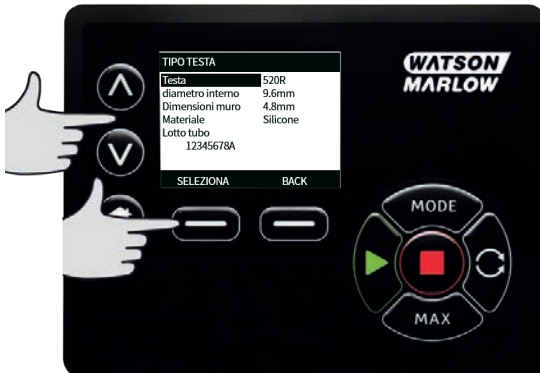 TIPO TESTA
Testa 520R
diametro interno 9.6mm
Dimensioni muro 4.8mm
Materiale Silicone
Lotto tubo
12345678A
SELEZIONA BACK
WATSON
MARLOW
MODE
MAX